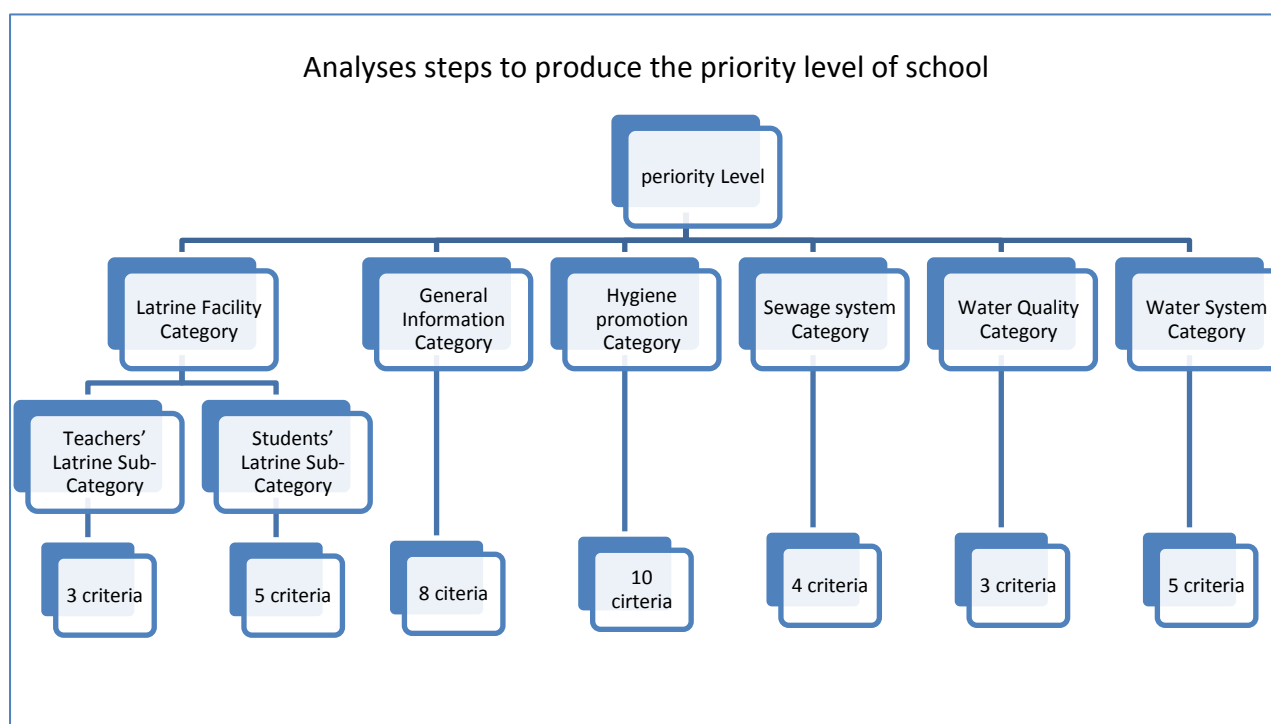 Analyses steps to produce the priority level of school
periority Level
Latrine Facility
Category
General
Information
Category
Hygiene
promotion
Category
Sewage system
Category
Water Quality
Category
Water System
Category
Teachers’
Latrine Sub-
Category
Students’
Latrine Sub-
Category
3 criteria
5 criteria
8 citeria
10
cirteria
4 criteria
3 criteria
5 criteria